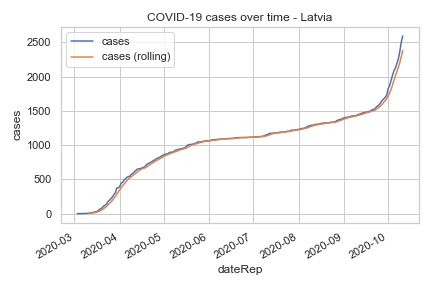 COVID-19 cases over time - Latvia
cases
cases (rolling)
2500
2000
1500
1000
500
0
cases
2020-03
2020-04
2020-05
2020-06
2020-07
2020-08
2020-09
2020-10
dateRep